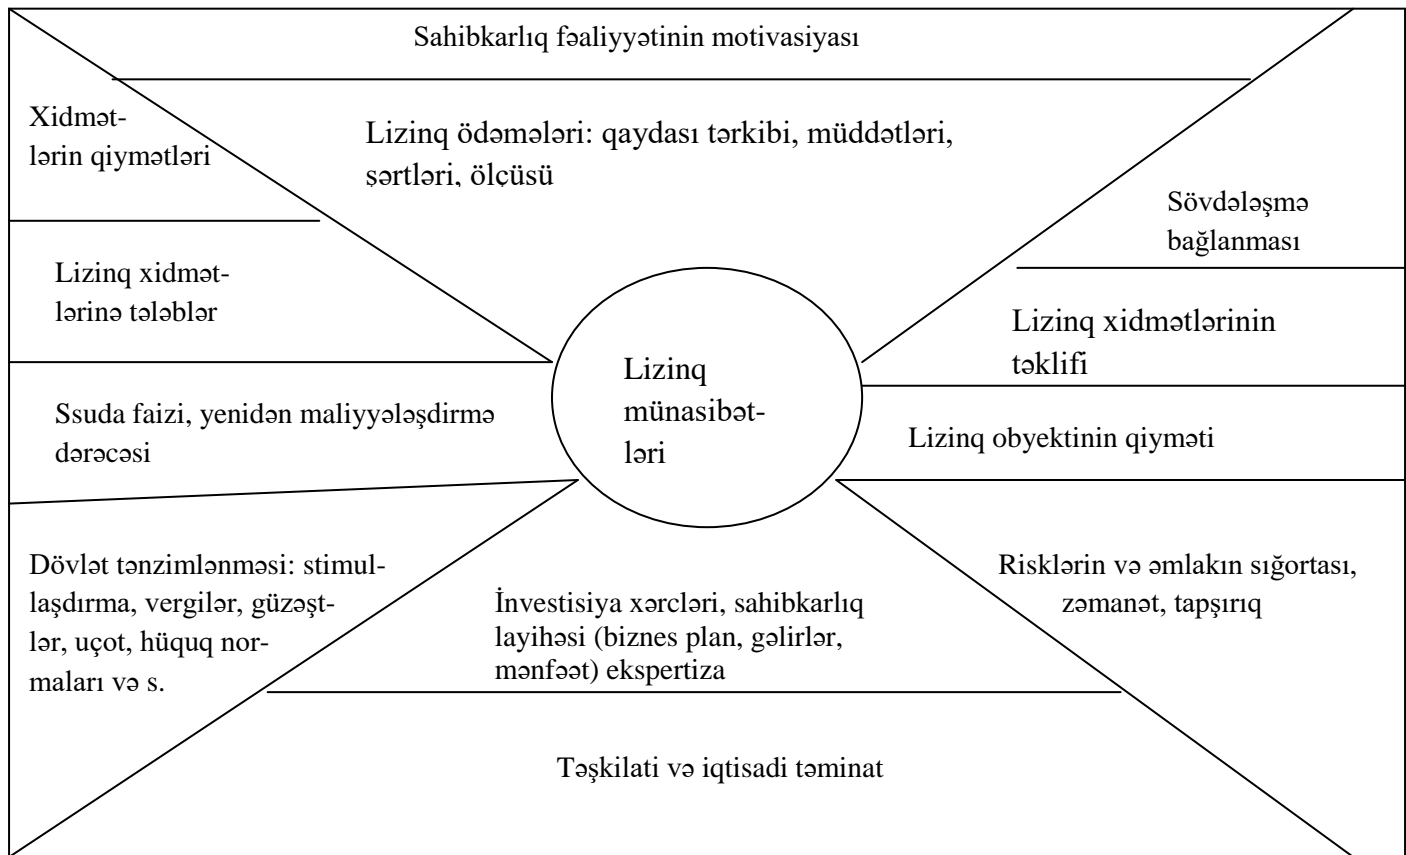 Sahibkarlıq fəaliyyətinin motivasiyası
Xidmət-
lərin qiymətləri
Lizinq ödəmələri: qaydası tərkibi, müddətləri,
şərtləri, ölçüsü
Sövdələşmə
bağlanması
Lizinq xidmət-
lərinə tələblər
Lizinq xidmətlərinin
təklifi
Lizinq
münasibət-
ləri
Ssuda faizi, yenidən maliyyələşdirmə
dərəcəsi
Lizinq obyektinin qiyməti
Dövlət tənzimlənməsi: stimul-
laşdırma, vergilər, güzəşt-
lər, uçot, hüquq nor-
maları və s.
İnvestisiya xərcləri, sahibkarlıq
layihəsi (biznes plan, gəlirlər,
mənfəət) ekspertiza
Risklərin və əmlakın sığortası,
zəmanət, tapşırıq
Təşkilati və iqtisadi təminat